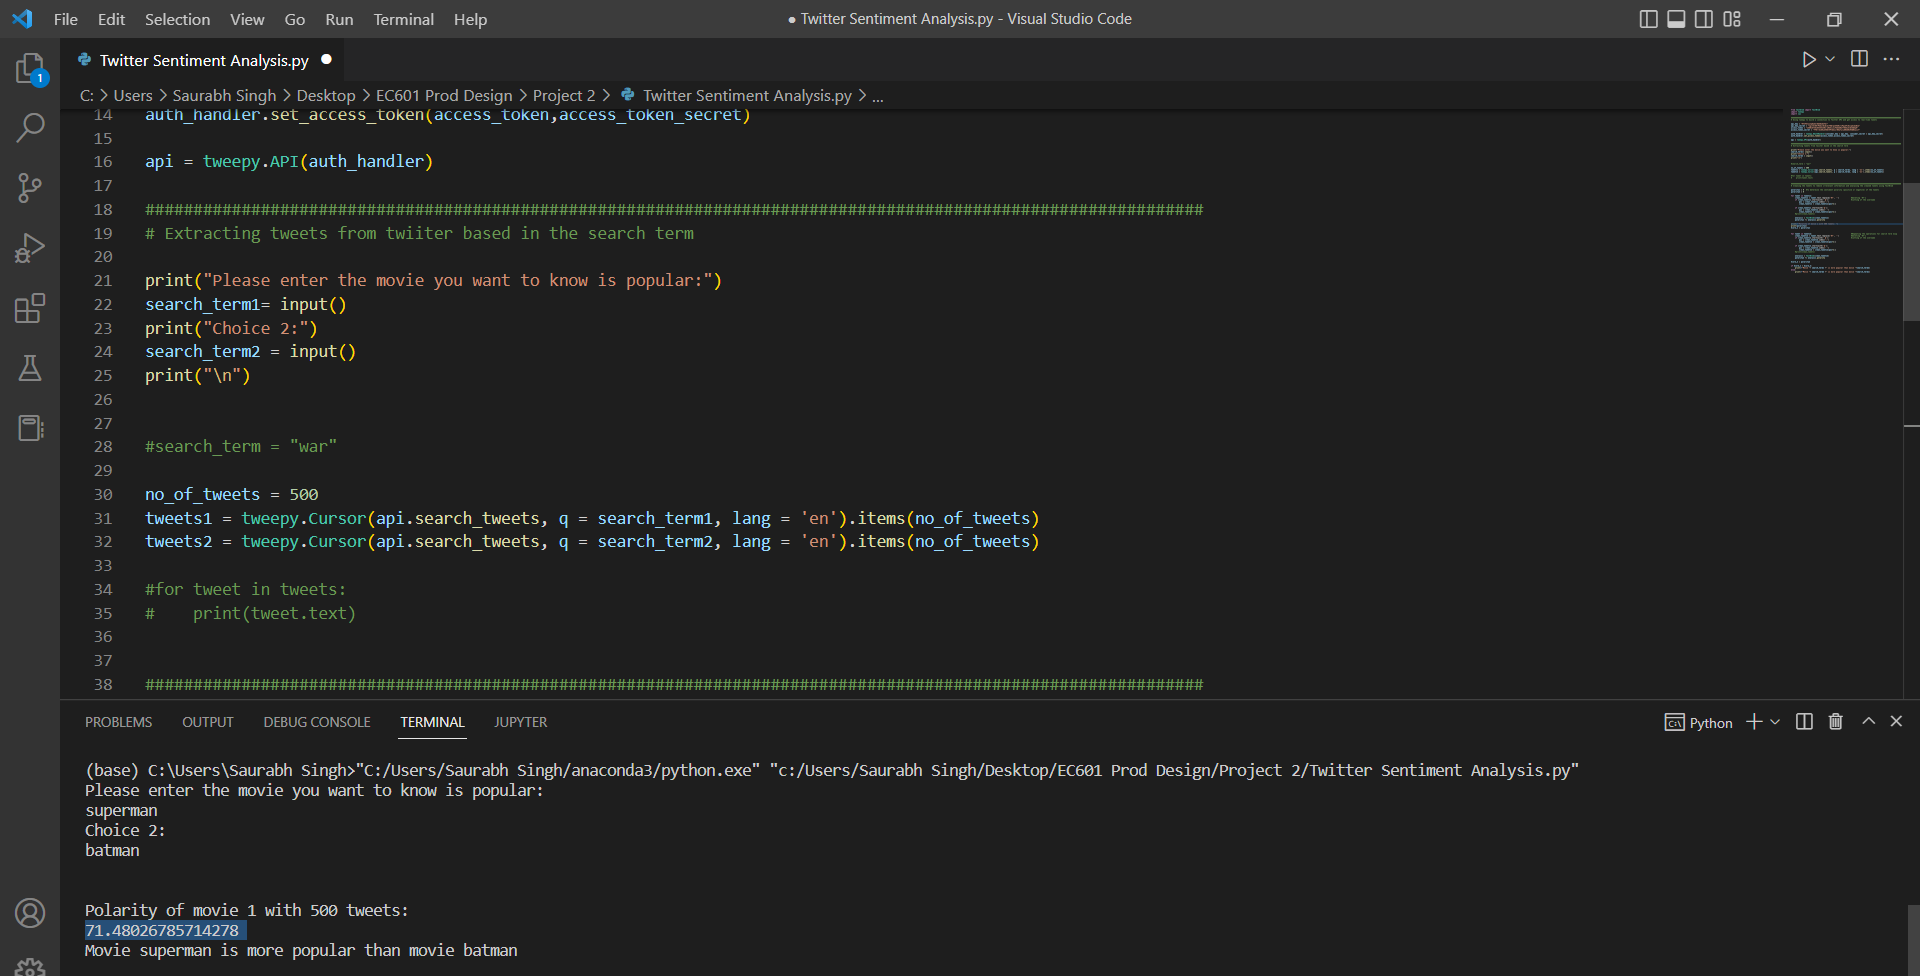 File Edit Selection View Go Run Terminal Help
● Twitter Sentiment Analysis.py - Visual Studio Code
1
Twitter Sentiment Analysis.py ●
C: > Users > Saurabh Singh > Desktop > EC601 Prod Design > Project 2 > Twitter Sentiment Analysis.py > ...
14 auth_handler.set_access_token(access_token,access_token_secret)
15
16 api = tweepy.API(auth_handler)
17
18 ##############################################################################################################
19 # Extracting tweets from twiiter based in the search term
20
21 print("Please enter the movie you want to know is popular:")
22 search_term1= input()
23 print("Choice 2:")
24 search_term2 = input()
25 print("\n")
26
27
28 #search_term = "war"
29
30 no_of_tweets = 500
31 tweets1 = tweepy.Cursor(api.search_tweets, q = search_term1, lang = 'en').items(no_of_tweets)
32 tweets2 = tweepy.Cursor(api.search_tweets, q = search_term2, lang = 'en').items(no_of_tweets)
33
34 #for tweet in tweets:
35 #    print(tweet.text)
36
37
38 ##############################################################################################################
PROBLEMS OUTPUT DEBUG CONSOLE TERMINAL JUPYTER
Python
(base) C:\Users\Saurabh Singh>"C:/Users/Saurabh Singh/anaconda3/python.exe" "c:/Users/Saurabh Singh/Desktop/EC601 Prod Design/Project 2/Twitter Sentiment Analysis.py"
Please enter the movie you want to know is popular:
superman
Choice 2:
batman
Polarity of movie 1 with 500 tweets:
71.48026785714278
Movie superman is more popular than movie batman